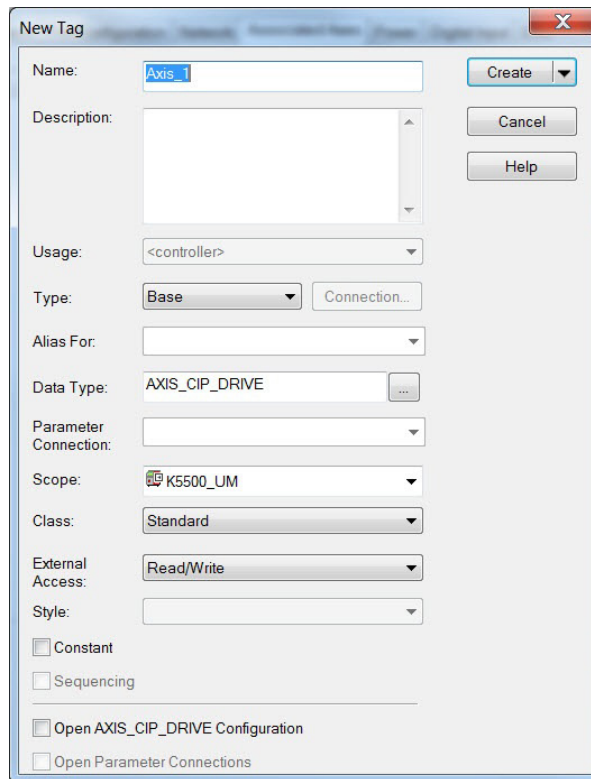 New Tag
Name: Axis_1 Create
Description: Cancel
Help
Usage: <controller>
Type: Base Connection...
Alias For:
Data Type: AXIS_CIP_DRIVE ...
Parameter
Connection:
Scope: K5500_UM
Class: Standard
External
Access: Read/Write
Style:
Constant
Sequencing
Open AXIS_CIP_DRIVE Configuration
Open Parameter Connections